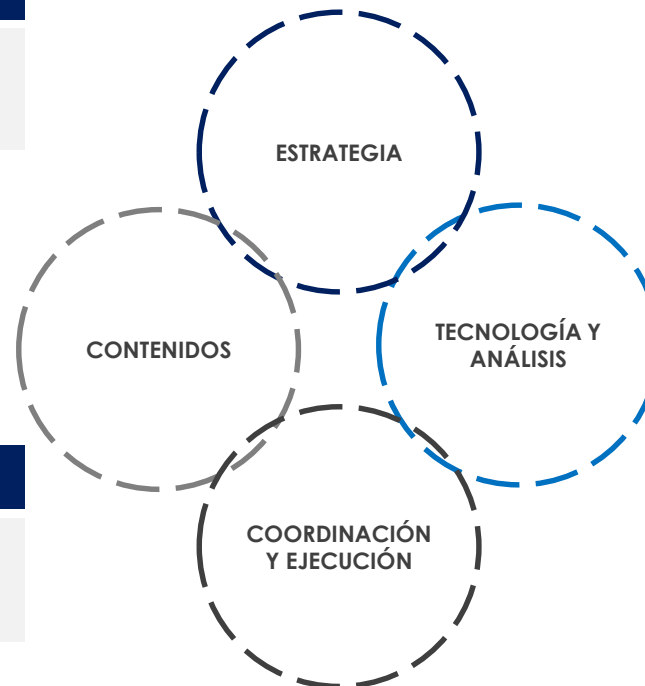 ESTRATEGIA
CONTENIDOS
TECNOLOGÍA Y
ANÁLISIS
COORDINACIÓN
Y EJECUCIÓN